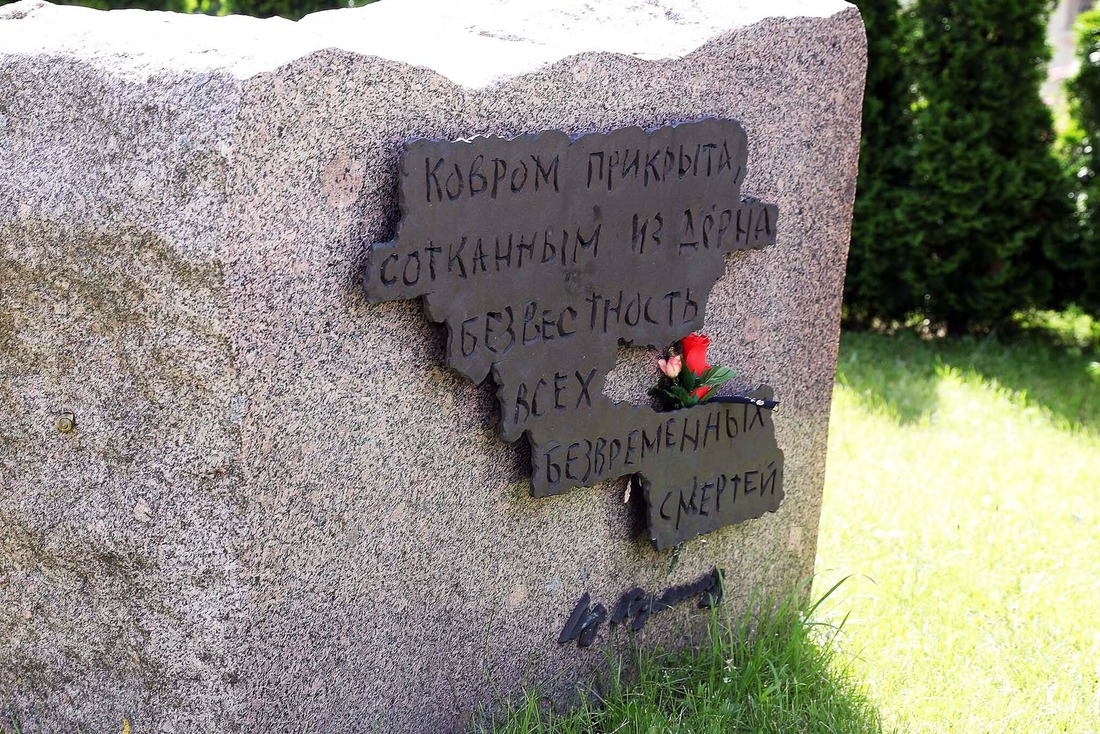 КОВРОМ ПРИКРЫТА,
СОТКАННЫМ ИЗ ДЁРНА
БЕЗВЕСТНОСТЬ
ВСЕХ
БЕЗВРЕМЕННЫХ
СМЕРТЕЙ